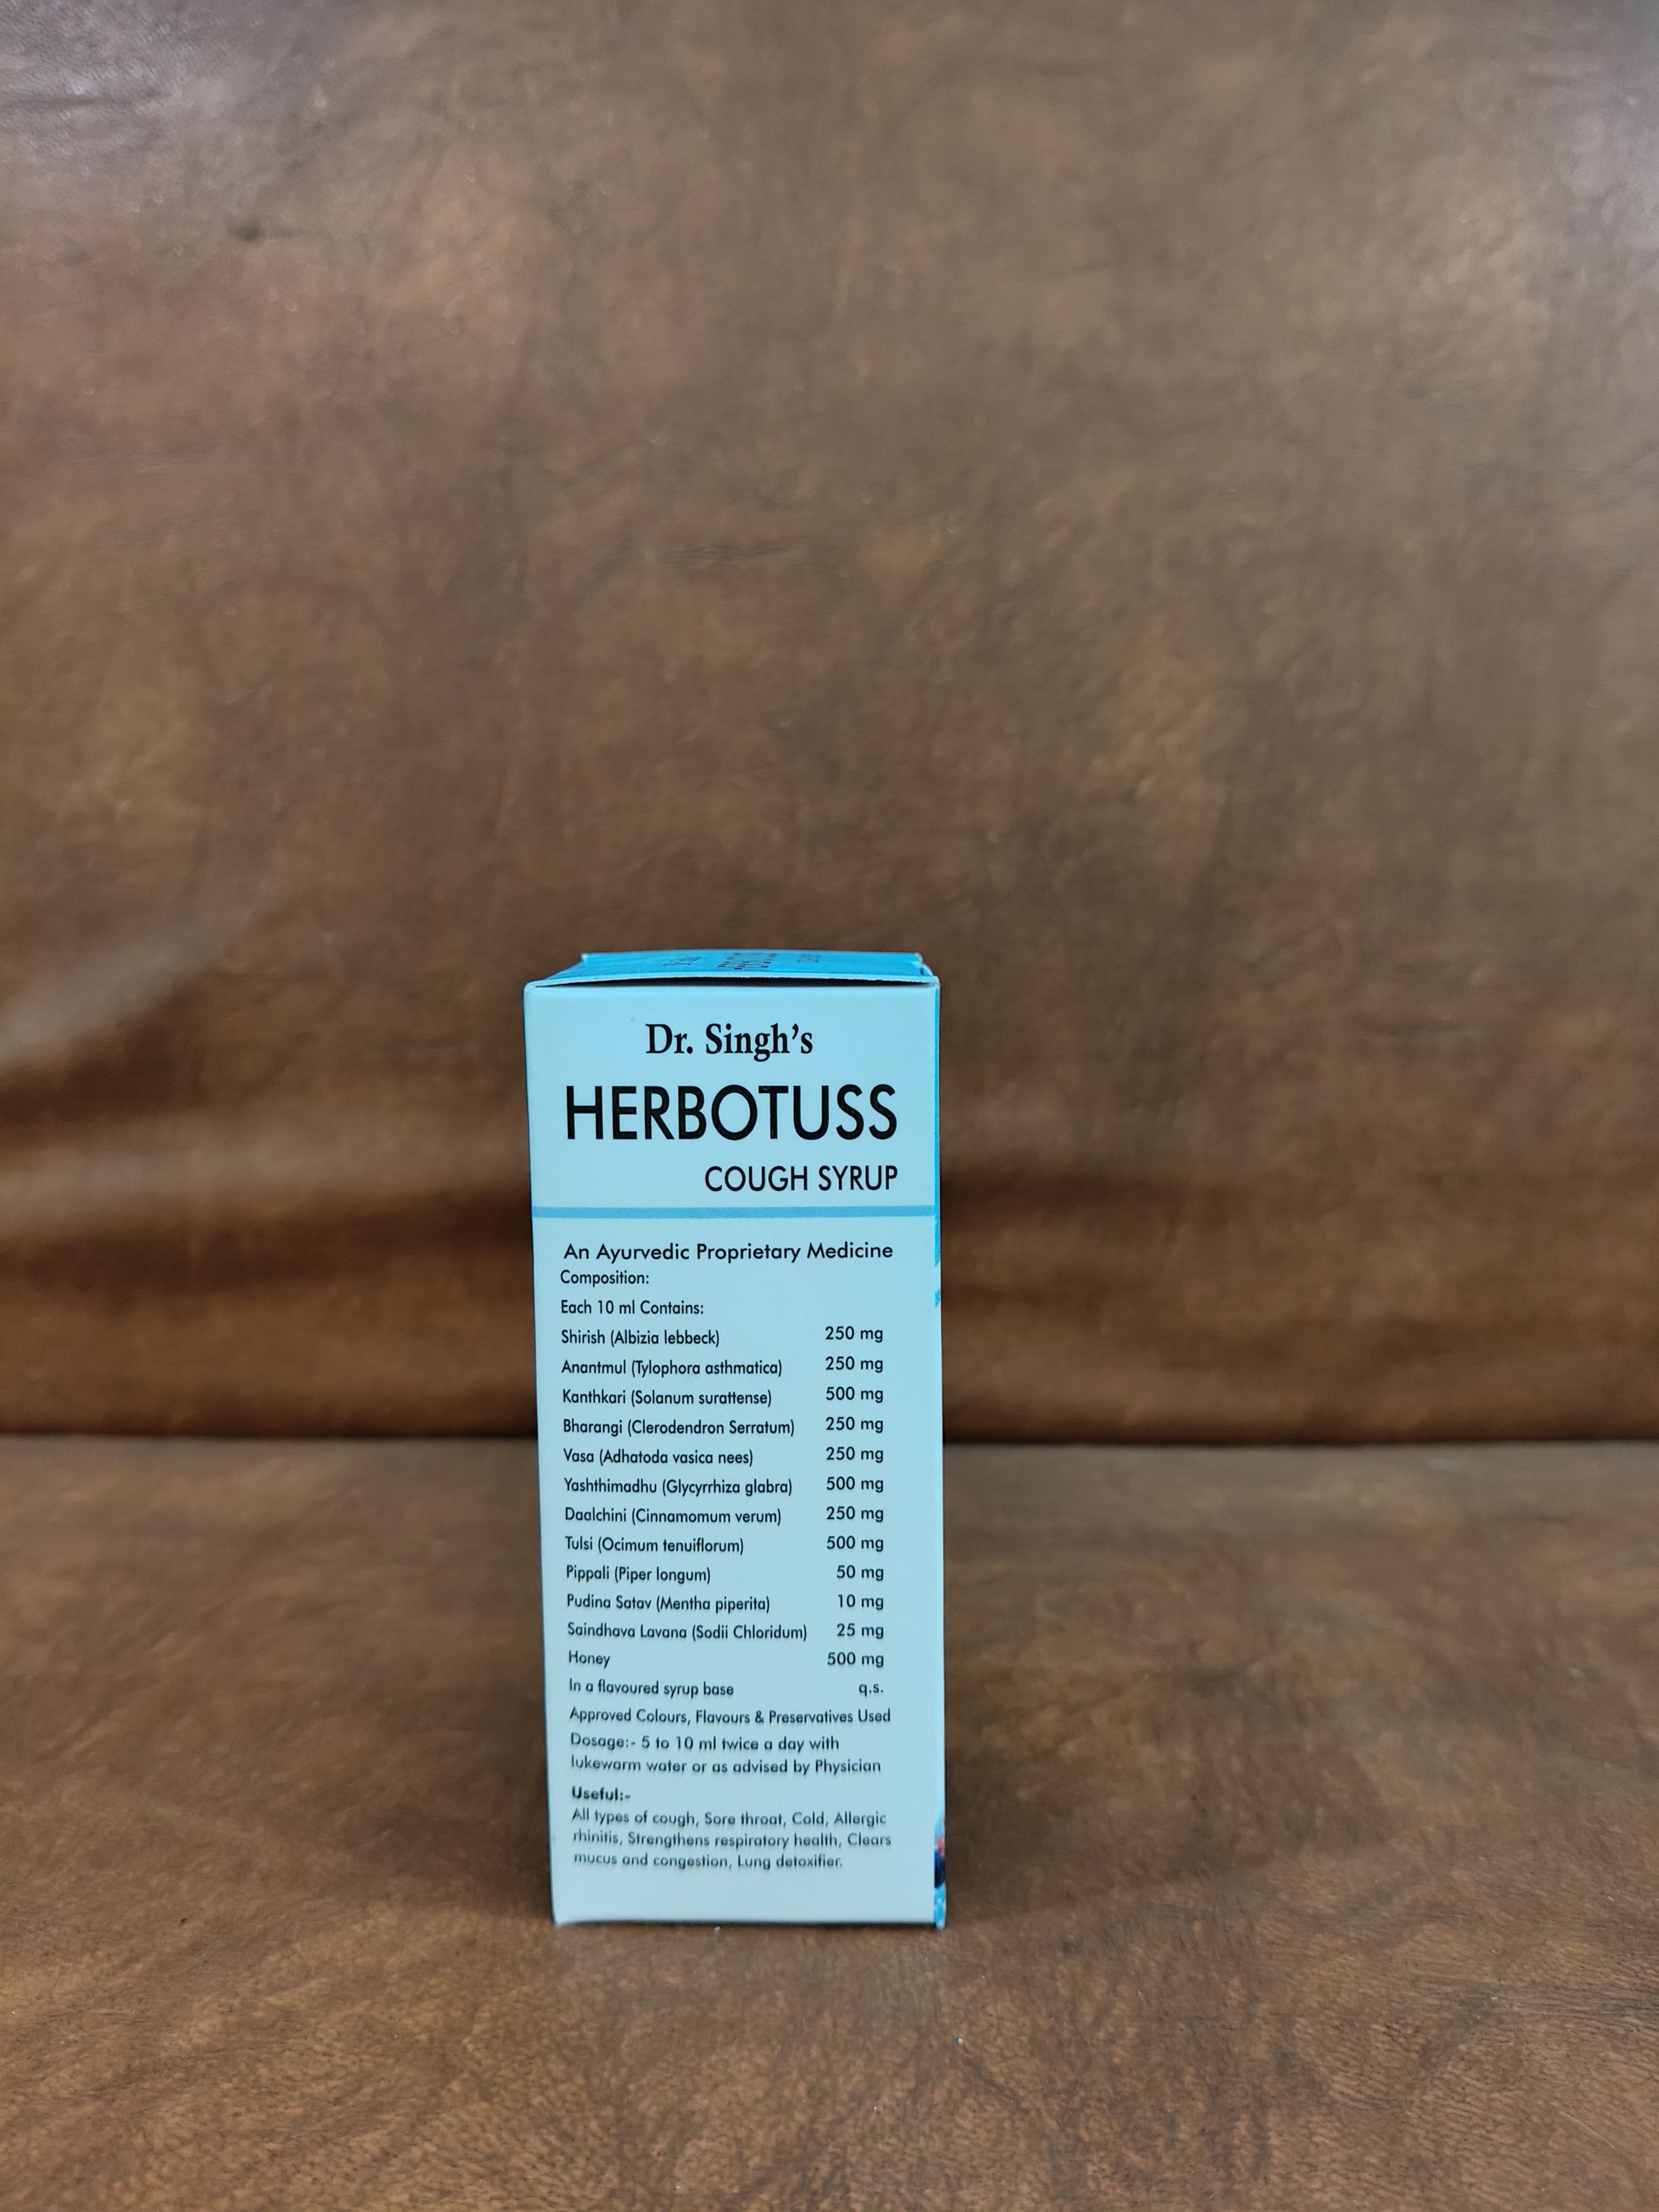 Dr. Singh's
HERBOTUSS
COUGH SYRUP
An Ayurvedic Proprietary Medicine
Composition:
Each 10 ml Contains:
Shirish (Albizia lebbeck) 250 mg
Anantmul (Tylophora asthmatica) 250 mg
Kanthkari (Solanum surattense) 500 mg
Bharangi (Clerodendron Serratum) 250 mg
Vasa (Adhatoda vasica nees) 250 mg
Yashthimadhu (Glycyrrhiza glabra) 500 mg
Daalchini (Cinnamomum verum) 250 mg
Tulsi (Ocimum tenuiflorum) 500 mg
Pippali (Piper longum) 50 mg
Pudina Satav (Mentha piperita) 10 mg
Saindhava Lavana (Sodii Chloridum) 25 mg
Honey 500 mg
In a flavoured syrup base q.s.
Approved Colours, Flavours & Preservatives Used
Dosage:- 5 to 10 ml twice a day with
lukewarm water or as advised by Physician
Useful:-
All types of cough, Sore throat, Cold, Allergic
rhinitis, Strengthens respiratory health, Clears
mucus and congestion, Lung detoxifier.